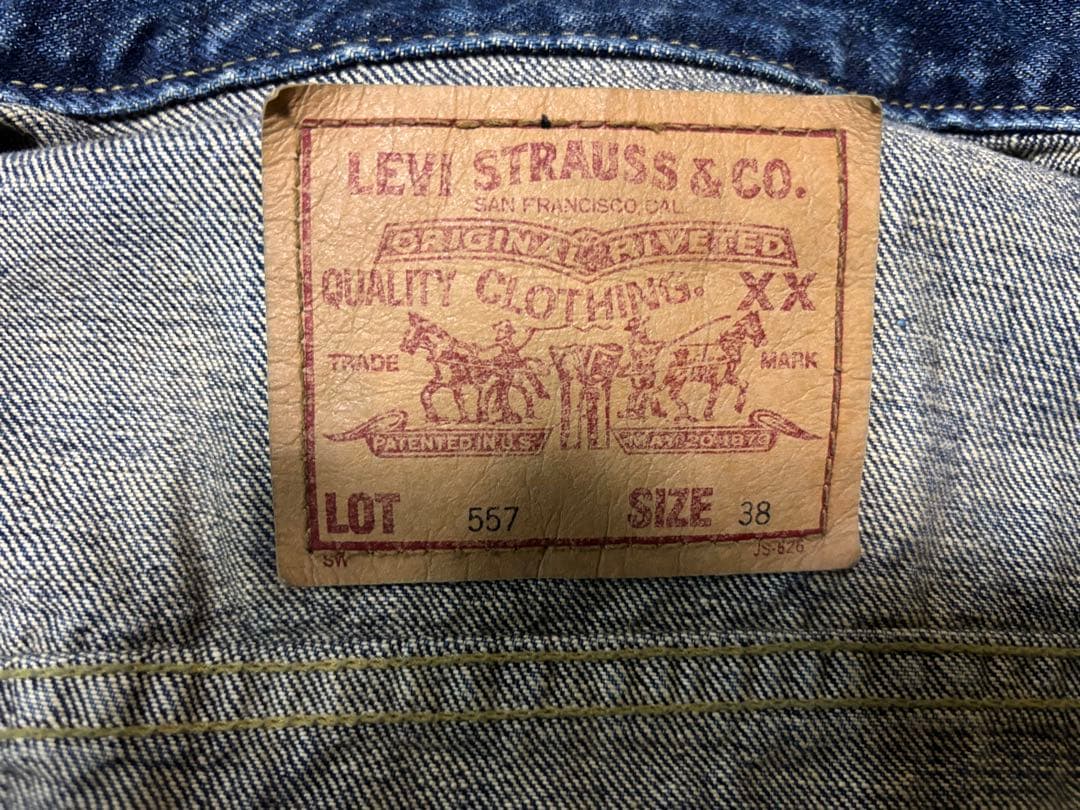 LEVI STRAUSS & CO.
SAN FRANCISCO, CAL.
ORIGINAL RIVETED
QUALITY CLOTHING. XX
TRADE MARK
PATENTED IN U.S. MAY 20 1873
LOT 557 SIZE 38
SW JS-626